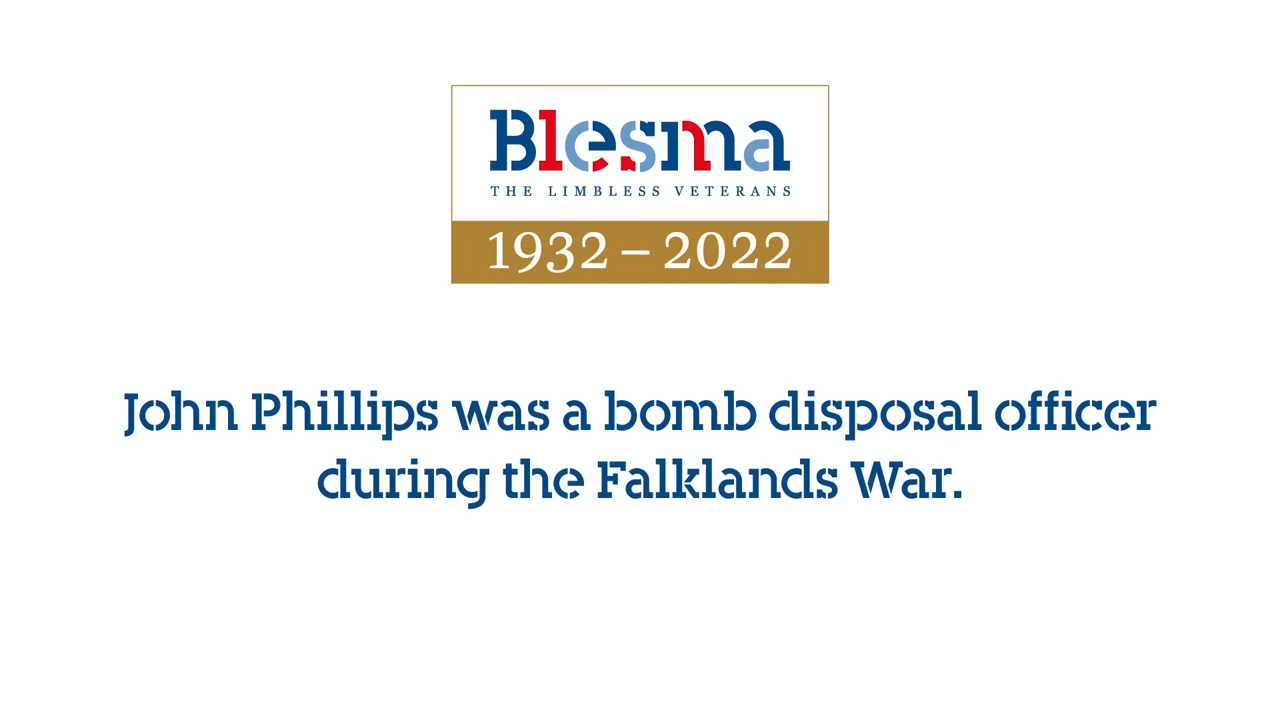 Blesma
THE LIMBLESS VETERANS
1932 – 2022
John Phillips was a bomb disposal officer
during the Falklands War.